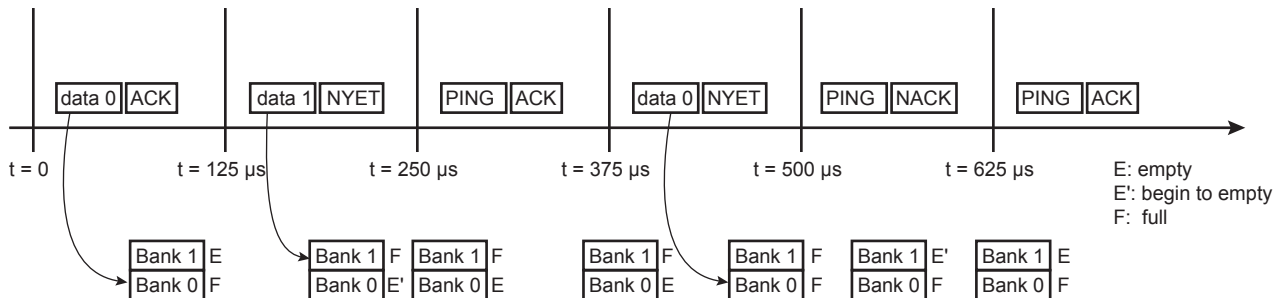 data 0 ACK data 1 NYET PING ACK data 0 NYET PING NACK PING ACK
t = 0 t = 125 μs t = 250 μs t = 375 μs t = 500 μs t = 625 μs
E: empty
E': begin to empty
F: full
Bank 1 E Bank 1 F Bank 1 F Bank 1 F Bank 1 F Bank 1 E' Bank 1 E
Bank 0 F Bank 0 E' Bank 0 E Bank 0 E Bank 0 F Bank 0 F Bank 0 F